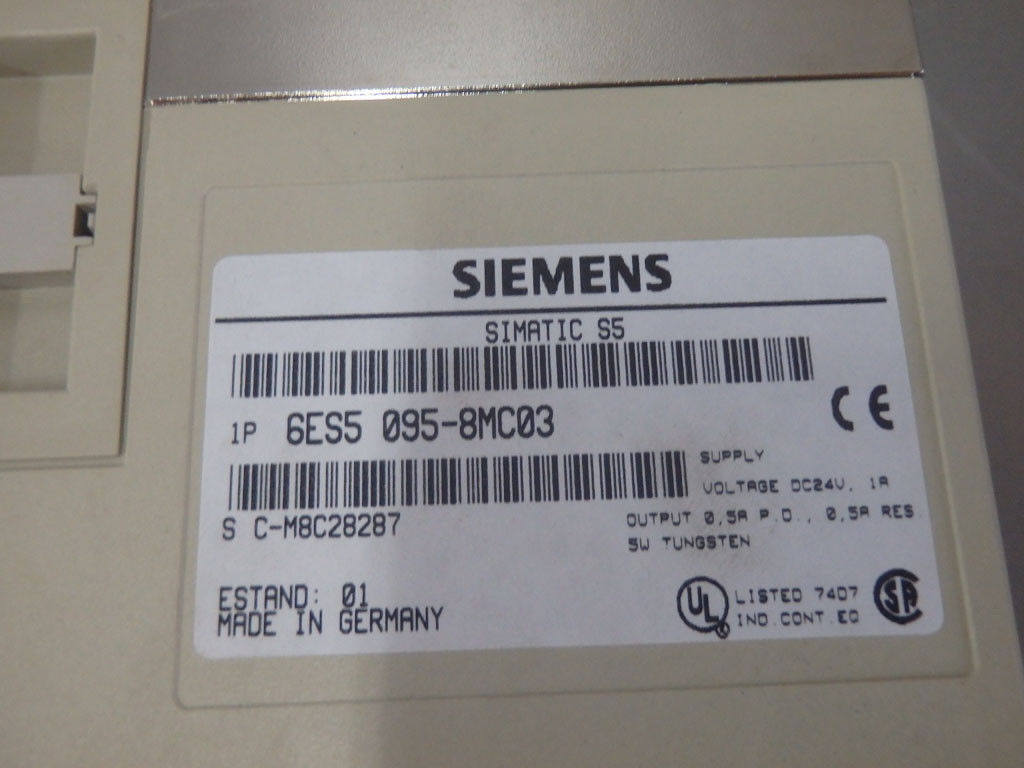 SIEMENS
SIMATIC S5
1P 6ES5 095-8MC03
CE
SUPPLY
VOLTAGE DC24V, 1A
S C-M8C28287
OUTPUT 0,5A P.D., 0,5A RES
5W TUNGSTEN
ESTAND: 01
MADE IN GERMANY
UL ® LISTED 74D7 SA
IND.CONT.EQ